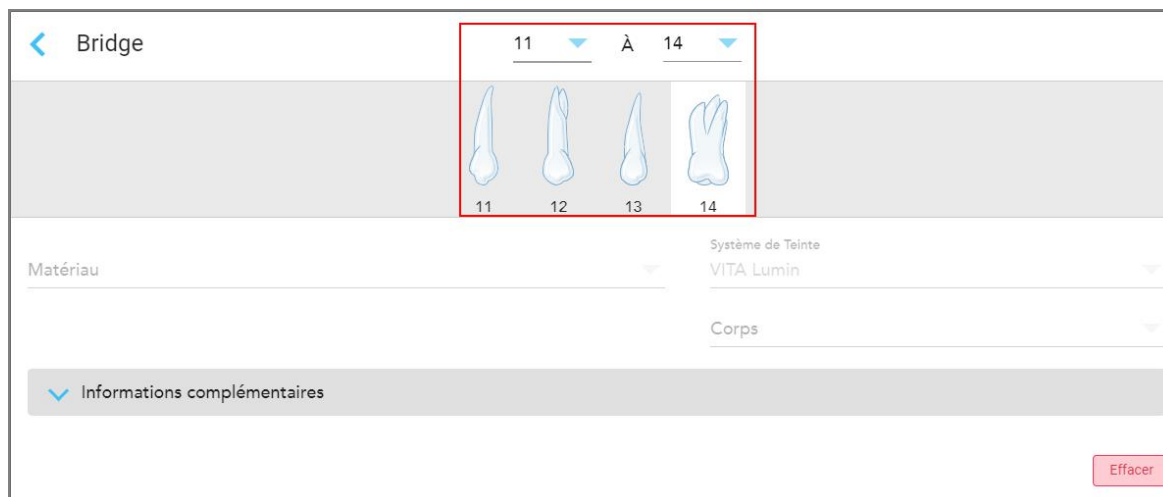 Bridge 11 À 14
11 12 13 14
Système de Teinte
Matériau VITA Lumin
Corps
Informations complémentaires
Effacer